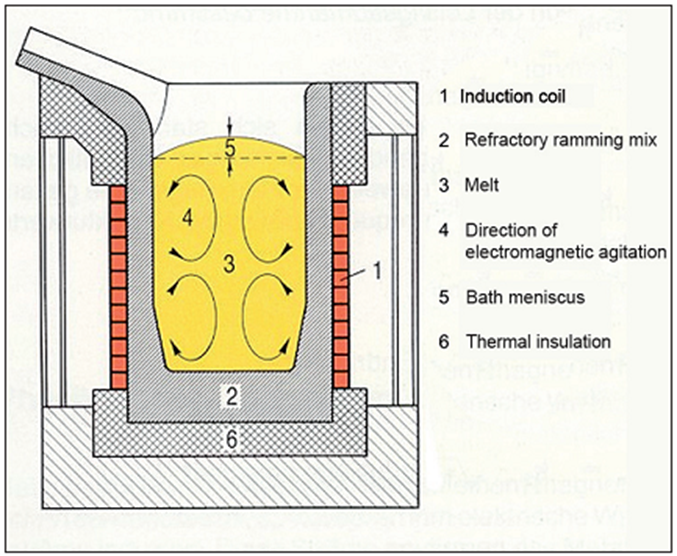 1 Induction coil
2 Refractory ramming mix
3 Melt
4 Direction of
electromagnetic agitation
5 Bath meniscus
6 Thermal insulation
5
4
3
1
2
6